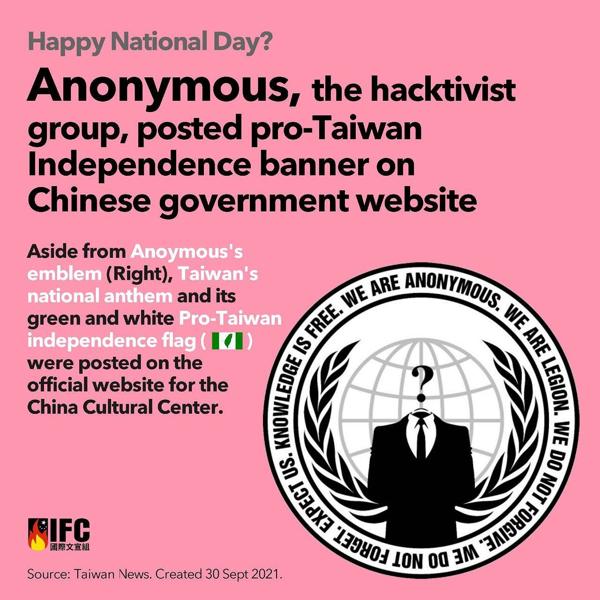 Happy National Day?
Anonymous, the hacktivist
group, posted pro-Taiwan
Independence banner on
Chinese government website
Aside from Anoymous's
emblem (Right), Taiwan's
national anthem and its
green and white Pro-Taiwan
independence flag ( )
were posted on the
official website for the
China Cultural Center.
KNOWLEDGE IS FREE. WE ARE ANONYMOUS. WE ARE LEGION. WE DO NOT FORGIVE. WE DO NOT FORGET. EXPECT US.
?
IFC
國際文宣組
Source: Taiwan News. Created 30 Sept 2021.